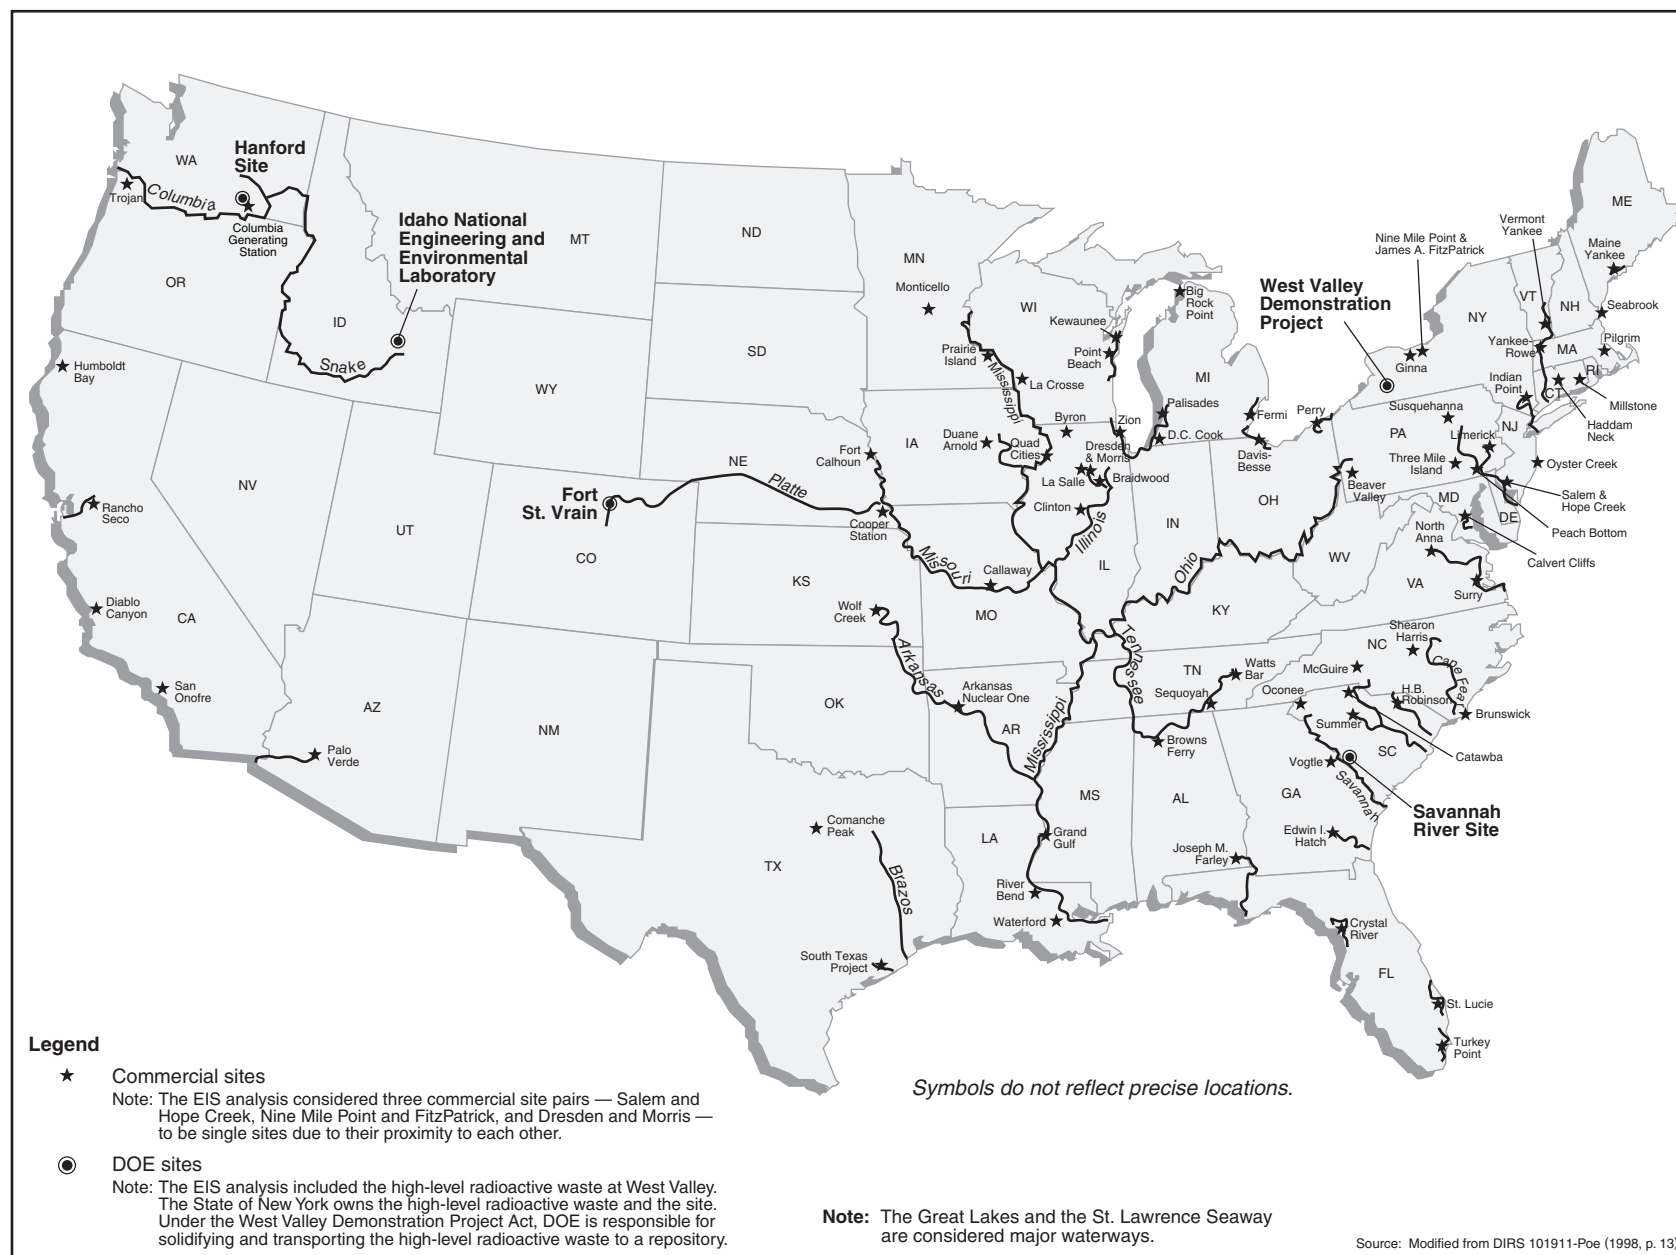 WA
Hanford
Site
Trojan
Columbia
Columbia
Generating
Station
Idaho National
Engineering and
Environmental
Laboratory
MT
ND
MN
Monticello
OR
ID
Snake
SD
WY
Humboldt
Bay
NV
UT
Rancho
Seco
CA
Diablo
Canyon
San
Onofre
AZ
Palo
Verde
NM
CO
Fort
St. Vrain
NE
Platte
Fort
Calhoun
Cooper
Station
KS
Wolf
Creek
Missouri
Callaway
MO
OK
Arkansas
Arkansas
Nuclear One
AR
TX
Comanche
Peak
Brazos
South Texas
Project
LA
River
Bend
Waterford
Grand
Gulf
MS
Mississippi
WI
Kewaunee
Point
Beach
Prairie
Island
Mississippi
La Crosse
Big
Rock
Point
MI
Palisades
D.C. Cook
Zion
Byron
IA
Duane
Arnold
Quad
Cities
Dresden
& Morris
La Salle
Braidwood
Clinton
Illinois
IL
IN
OH
Fermi
Davis-
Besse
Perry
Ohio
KY
WV
Beaver
Valley
TN
Tennessee
Watts
Bar
Sequoyah
Browns
Ferry
AL
GA
Joseph M.
Farley
Edwin I.
Hatch
Vogtle
Savannah
Savannah
River Site
SC
Summer
Oconee
McGuire
Catawba
H.B.
Robinson
NC
Shearon
Harris
Cape Fear
Brunswick
VA
North
Anna
Surry
MD
DE
Calvert Cliffs
Peach Bottom
Salem &
Hope Creek
Oyster Creek
NJ
PA
Susquehanna
Limerick
Three Mile
Island
West Valley
Demonstration
Project
Nine Mile Point &
James A. FitzPatrick
Ginna
NY
Indian
Point
Vermont
Yankee
VT
NH
ME
Maine
Yankee
Seabrook
Pilgrim
Yankee-
Rowe
MA
RI
CT
Millstone
Haddam
Neck
FL
Crystal
River
St. Lucie
Turkey
Point
Legend
Commercial sites
Note: The EIS analysis considered three commercial site pairs — Salem and
Hope Creek, Nine Mile Point and FitzPatrick, and Dresden and Morris —
to be single sites due to their proximity to each other.
DOE sites
Note: The EIS analysis included the high-level radioactive waste at West Valley.
The State of New York owns the high-level radioactive waste and the site.
Under the West Valley Demonstration Project Act, DOE is responsible for
solidifying and transporting the high-level radioactive waste to a repository.
Symbols do not reflect precise locations.
Note: The Great Lakes and the St. Lawrence Seaway
are considered major waterways.
Source: Modified from DIRS 101911-Poe (1998, p. 13)